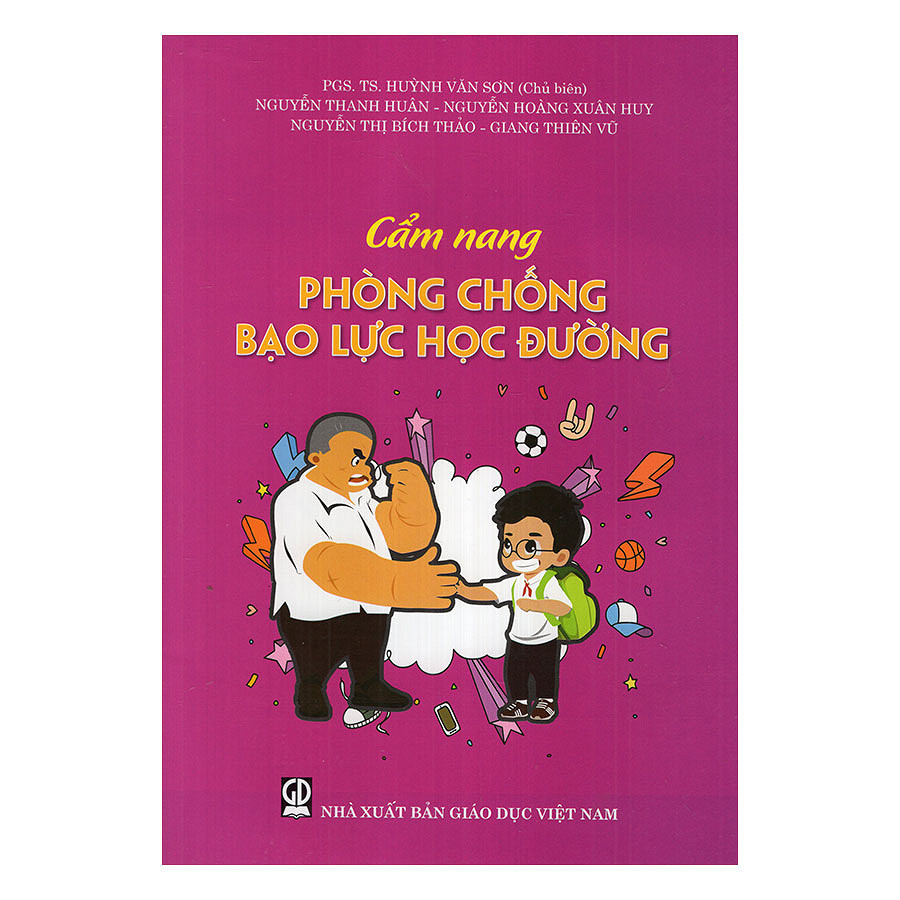 PGS. TS. HUỲNH VĂN SƠN (Chủ biên)
NGUYỄN THANH HUÂN - NGUYỄN HOÀNG XUÂN HUY
NGUYỄN THỊ BÍCH THẢO - GIANG THIÊN VŨ
Cẩm nang
PHÒNG CHỐNG
BẠO LỰC HỌC ĐƯỜNG
GD
NHÀ XUẤT BẢN GIÁO DỤC VIỆT NAM